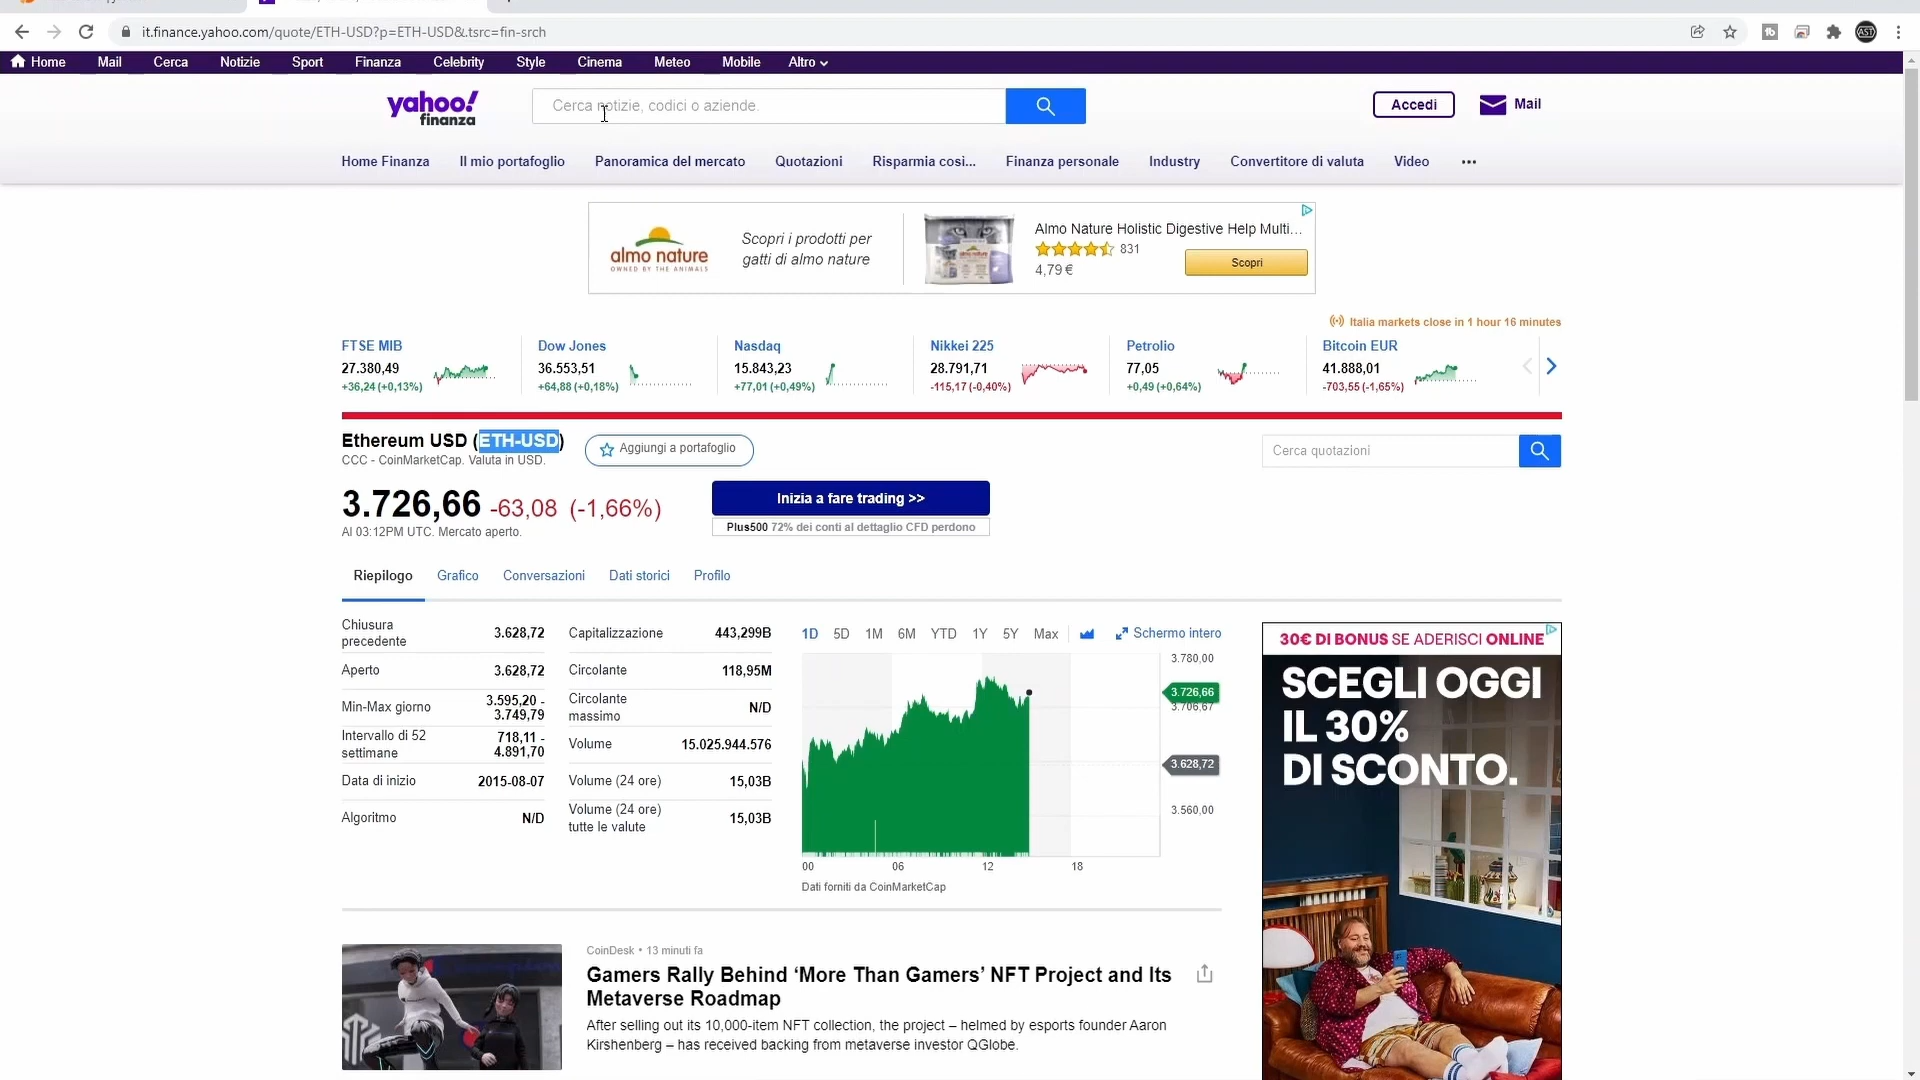 it.finance.yahoo.com/quote/ETH-USD?p=ETH-USD&.tsrc=fin-srch
Home Mail Cerca Notizie Sport Finanza Celebrity Style Cinema Meteo Mobile Altro
yahoo!
finanza
Cerca notizie, codici o aziende.
Accedi
Mail
Home Finanza Il mio portafoglio Panoramica del mercato Quotazioni Risparmia così... Finanza personale Industry Convertitore di valuta Video
almo nature
OWNED BY THE ANIMALS
Scopri i prodotti per
gatti di almo nature
Almo Nature Holistic Digestive Help Multi...
831
4,79 €
Scopri
Italia markets close in 1 hour 16 minutes
FTSE MIB
27.380,49
+36,24 (+0,13%)
Dow Jones
36.553,51
+64,88 (+0,18%)
Nasdaq
15.843,23
+77,01 (+0,49%)
Nikkei 225
28.791,71
-115,17 (-0,40%)
Petrolio
77,05
+0,49 (+0,64%)
Bitcoin EUR
41.888,01
-703,55 (-1,65%)
Ethereum USD (ETH-USD)
CCC - CoinMarketCap. Valuta in USD.
Aggiungi a portafoglio
Cerca quotazioni
3.726,66 -63,08 (-1,66%)
Al 03:12PM UTC. Mercato aperto.
Inizia a fare trading >>
Plus500 72% dei conti al dettaglio CFD perdono
Riepilogo Grafico Conversazioni Dati storici Profilo
Chiusura
precedente 3.628,72
Aperto 3.628,72
Min-Max giorno 3.595,20 -
3.749,79
Intervallo di 52
settimane 718,11 -
4.891,70
Data di inizio 2015-08-07
Algoritmo N/D
Capitalizzazione 443,299B
Circolante 118,95M
Circolante
massimo N/D
Volume 15.025.944.576
Volume (24 ore) 15,03B
Volume (24 ore)
tutte le valute 15,03B
1D 5D 1M 6M YTD 1Y 5Y Max
Schermo intero
3.780,00
3.726,66
3.706,67
3.628,72
3.560,00
00 06 12 18
Dati forniti da CoinMarketCap
CoinDesk • 13 minuti fa
Gamers Rally Behind ‘More Than Gamers’ NFT Project and Its
Metaverse Roadmap
After selling out its 10,000-item NFT collection, the project – helmed by esports founder Aaron
Kirshenberg – has received backing from metaverse investor QGlobe.
30€ DI BONUS SE ADERISCI ONLINE
SCEGLI OGGI
IL 30%
DI SCONTO.